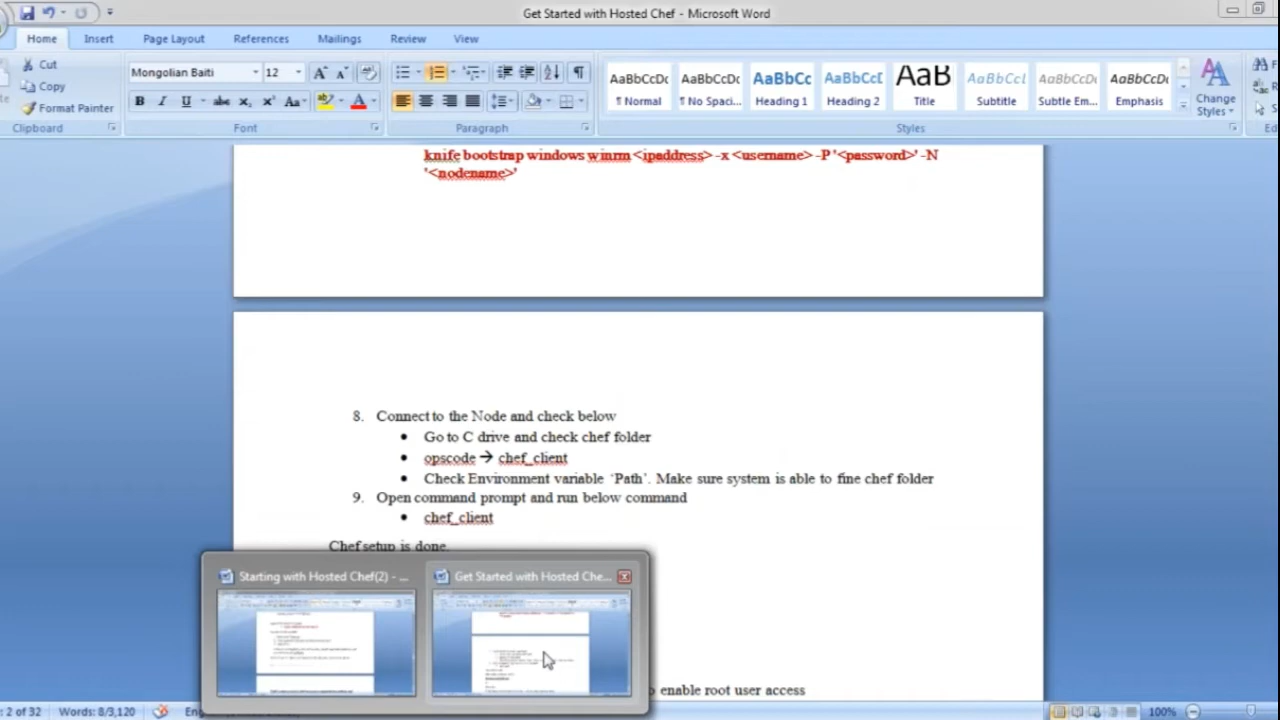 Get Started with Hosted Chef - Microsoft Word
Home Insert Page Layout References Mailings Review View
Cut
Copy
Format Painter
Mongolian Baiti 12
AaBbCcDc AaBbCcDc AaBbCc AaBbCcD AaB AaBbCcL AaBbCcDc AaBbCcDc
¶ Normal ¶ No Spaci... Heading 1 Heading 2 Title Subtitle Subtle Em... Emphasis
Change
Styles
Clipboard Font Paragraph Styles
knife bootstrap windows winrm <ipaddress> -x <username> -P '<password>' -N
'<nodename>'
8. Connect to the Node and check below
• Go to C drive and check chef folder
• opscode → chef_client
• Check Environment variable 'Path'. Make sure system is able to fine chef folder
9. Open command prompt and run below command
• chef_client
Chef setup is done.
Starting with Hosted Chef(2) - ... Get Started with Hosted Che...
enable root user access
2 of 32 Words: 8/3,120 100%